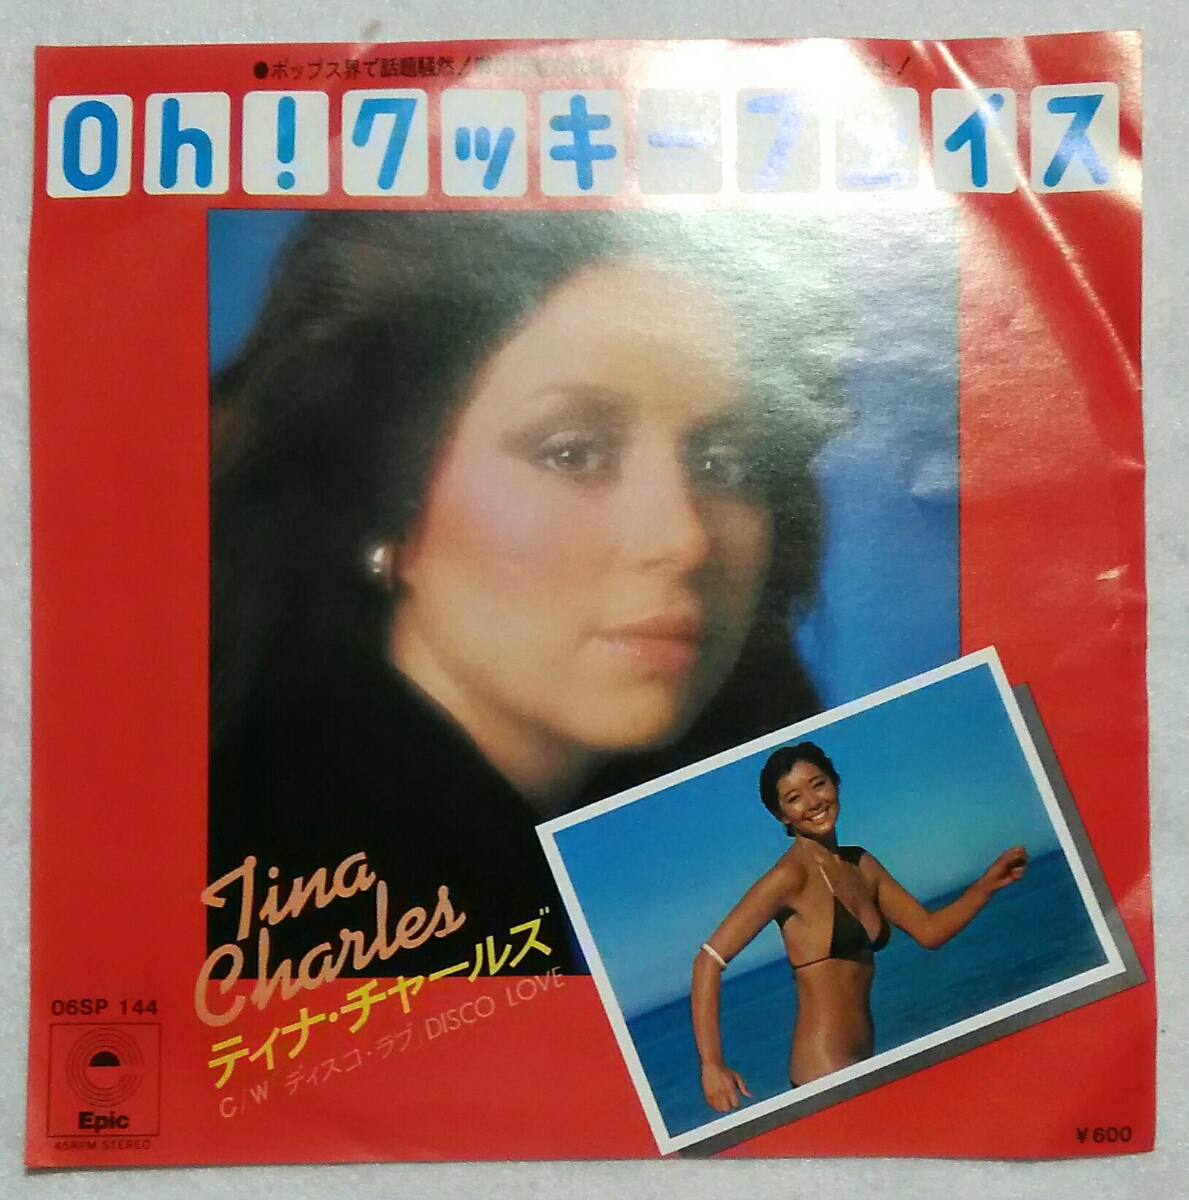 ●ポップス界で話題騒然!
Oh!クッキーフェイス
Tina
Charles
ティナ・チャールズ
C/W ディスコ・ラブ/DISCO LOVE
06SP 144
Epic
45RPM STEREO
¥600